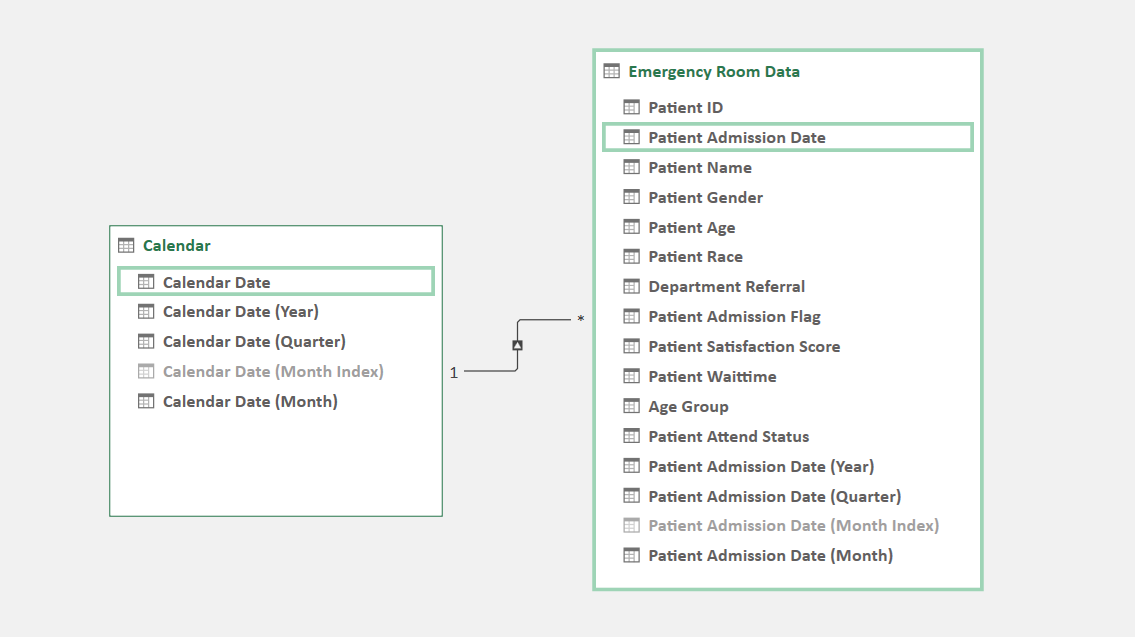 Calendar
Calendar Date
Calendar Date (Year)
Calendar Date (Quarter)
Calendar Date (Month Index)
Calendar Date (Month)
1
*
Emergency Room Data
Patient ID
Patient Admission Date
Patient Name
Patient Gender
Patient Age
Patient Race
Department Referral
Patient Admission Flag
Patient Satisfaction Score
Patient Waittime
Age Group
Patient Attend Status
Patient Admission Date (Year)
Patient Admission Date (Quarter)
Patient Admission Date (Month Index)
Patient Admission Date (Month)